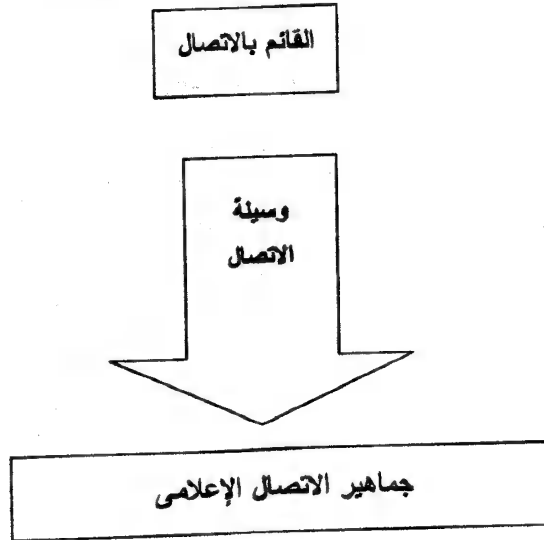 القائم بالاتصال
وسيلة
الاتصال
جماهير الاتصال الإعلامى